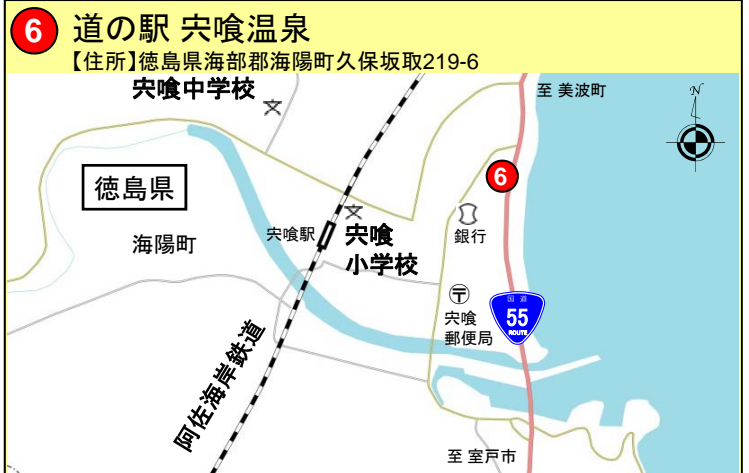 6 道の駅 宍喰温泉
【住所】徳島県海部郡海陽町久保坂取219-6
宍喰中学校
至 美波町
N
徳島県
6
海陽町
宍喰駅
宍喰
小学校
銀行
宍喰
郵便局
国道
55
ROUTE
阿佐海岸鉄道
至 室戸市